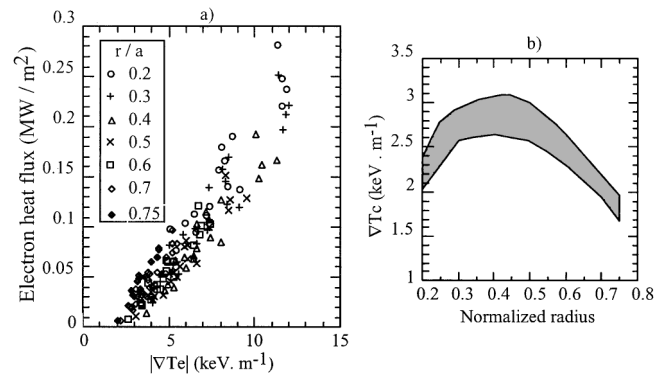 a)
Electron heat flux (MW / m²)
0.3
0.25
0.2
0.15
0.1
0.05
0
r / a
0.2
0.3
0.4
0.5
0.6
0.7
0.75
0 5 10 15
|∇Te| (keV. m⁻¹)
b)
∇Te (keV . m⁻¹)
3.5
3
2.5
2
1.5
1
0.2 0.3 0.4 0.5 0.6 0.7 0.8
Normalized radius